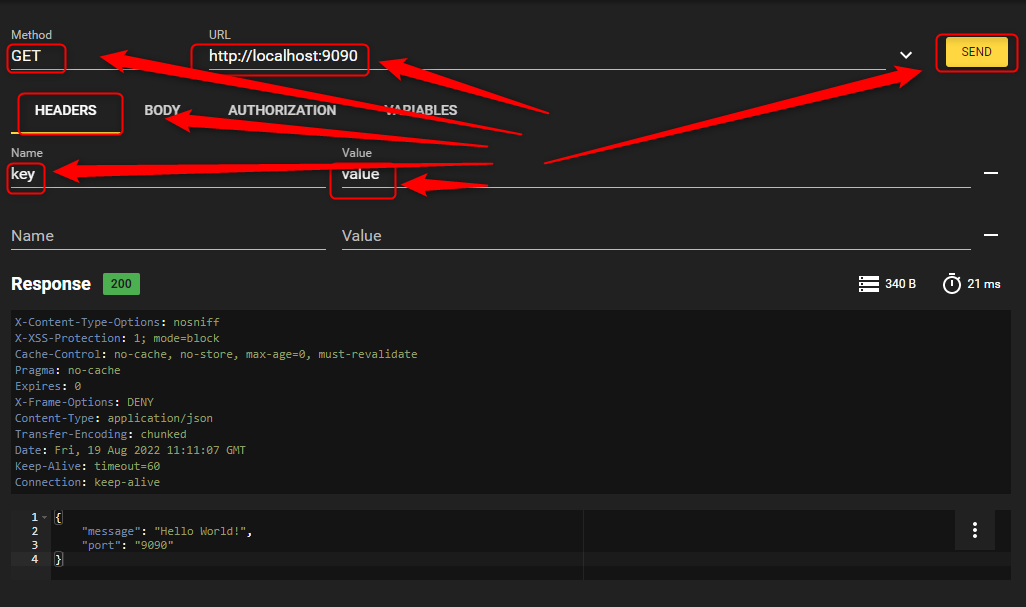 Method URL
GET http://localhost:9090 SEND
HEADERS BODY AUTHORIZATION VARIABLES
Name Value
key value
Name Value
Response 200 340 B 21 ms
X-Content-Type-Options: nosniff
X-XSS-Protection: 1; mode=block
Cache-Control: no-cache, no-store, max-age=0, must-revalidate
Pragma: no-cache
Expires: 0
X-Frame-Options: DENY
Content-Type: application/json
Transfer-Encoding: chunked
Date: Fri, 19 Aug 2022 11:11:07 GMT
Keep-Alive: timeout=60
Connection: keep-alive
1 {
2 "message": "Hello World!",
3 "port": "9090"
4 }